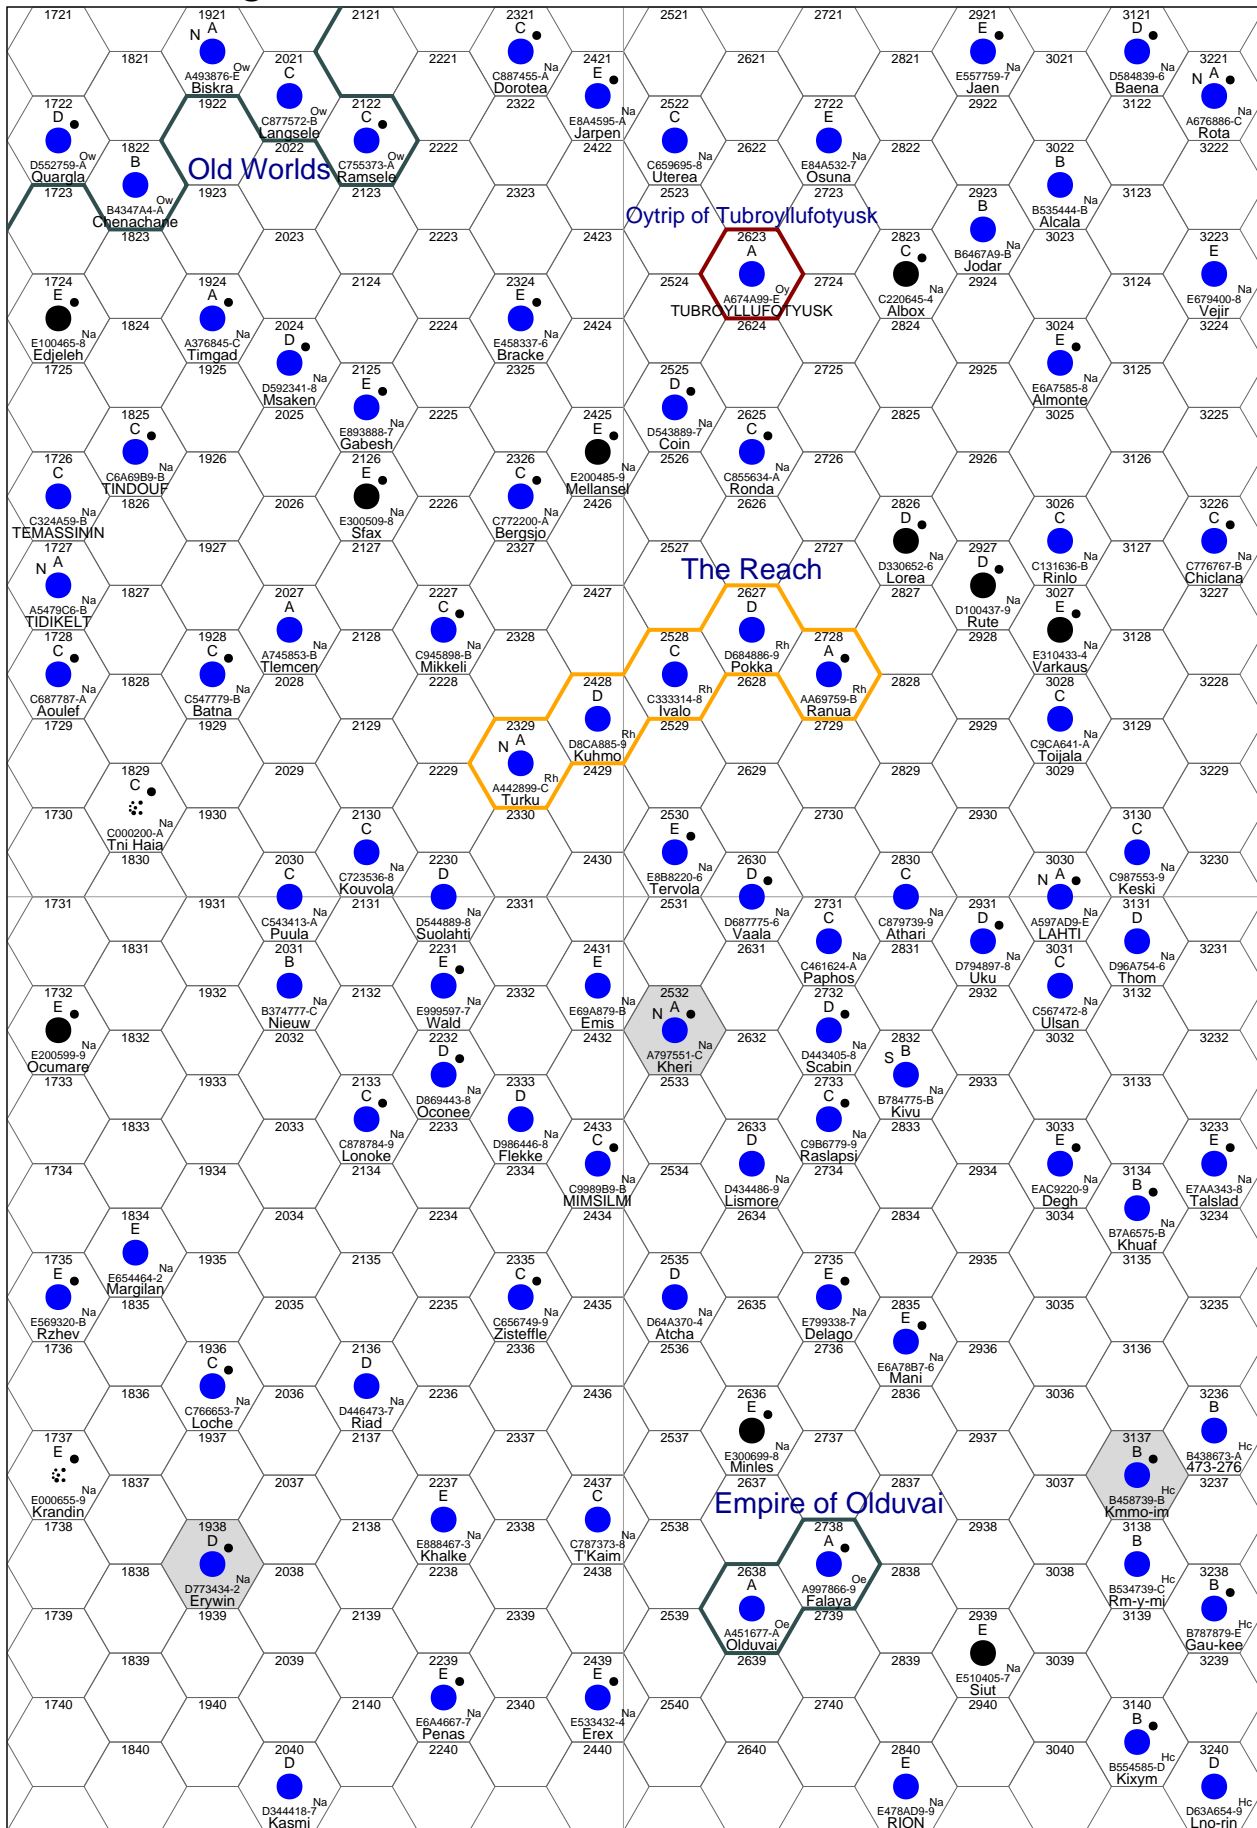 1721 1921 2121 2321 2521 2721 2921 3121
N A C E D
1821 2021 2221 2421 2621 2821 3021 3221
C E N A
A493876-E Ow C887455-A Na E557759-7 Na D584839-6 Na
Biskra Dorotea Jaen Baena
C877572-B Ow E8A4595-A Na A676886-C Na
Langsele Jarpen Rota
1722 1922 2122 2322 2522 2722 2922 3122
D C C E
1822 2022 2222 2422 2622 2822 3022 3222
B B
Old Worlds
D552759-A Ow C755373-A Ow C659695-8 Na E84A532-7 Na
Quargla Ramsele Uterea Osuna
B4347A4-A Ow B535444-B Na
Chenachane Alcala
1723 1923 2123 2323 2523 2723 2923 3123
B
Oytrip of Tubroyllufotyusk
1823 2023 2223 2423 2623 2823 3023 3223
A C E
B6467A9-B Na
Jodar
A674A99-E Oy C220645-4 Na E679400-8 Na
TUBROYLLUFOTYUSK Albox Vejir
1724 1924 2124 2324 2524 2724 2924 3124
E A E
1824 2024 2224 2424 2624 2824 3024 3224
D E
E100465-8 Na A376845-C Na E458337-6 Na
Edjeleh Timgad Bracke
D592341-8 Na E6A7585-8 Na
Msaken Almonte
1725 1925 2125 2325 2525 2725 2925 3125
E D
1825 2025 2225 2425 2625 2825 3025 3225
C E C
E893888-7 Na D543889-7 Na
Gabesh Coin
C6A69B9-B Na E200485-9 Na C855634-A Na
TINDOUF Mellansel Ronda
1726 1926 2126 2326 2526 2726 2926 3126
C E C
1826 2026 2226 2426 2626 2826 3026 3226
D C C
C324A59-B Na E300509-8 Na C772200-A Na
TEMASSININ Sfax Bergsjo
D330652-6 Na C131636-B Na C776767-B Na
Lorea Rinlo Chiclana
1727 1927 2127 2327 2527 2727 2927 3127
N A D
The Reach
1827 2027 2227 2427 2627 2827 3027 3227
A C D E
A5479C6-B Na D100437-9 Na
TIDIKELT Rute
A745853-B Na C945898-B Na D684886-9 Rh E310433-4 Na
Tlemcen Mikkeli Pokka Varkaus
1728 1928 2128 2328 2528 2728 2928 3128
C C C A
1828 2028 2228 2428 2628 2828 3028 3228
D C
C687787-A Na C547779-B Na C333314-8 Rh AA69759-B Rh
Aoulef Batna Ivalo Ranua
D8CA885-9 Rh C9CA641-A Na
Kuhmo Toijala
1729 1929 2129 2329 2529 2729 2929 3129
N A
1829 2029 2229 2429 2629 2829 3029 3229
C
A442899-C Rh
Turku
C000200-A Na
Tni Haia
1730 1930 2130 2330 2530 2730 2930 3130
C E C
1830 2030 2230 2430 2630 2830 3030 3230
C D D C N A
C723536-8 Na E8B8220-6 Na C987553-9 Na
Kouvola Tervola Keski
C543413-A Na D544889-8 Na D687775-6 Na C879739-9 Na A597AD9-E Na
Puula Suolahti Vaala Athari LAHTI
1731 1931 2131 2331 2531 2731 2931 3131
C D D
1831 2031 2231 2431 2631 2831 3031 3231
B E E C
C461624-A Na D794897-8 Na D96A754-6 Na
Paphos Uku Thom
B374777-C Na E999597-7 Na E69A879-B Na C567472-8 Na
Nieuw Wald Emis Ulsan
1732 1932 2132 2332 2532 2732 2932 3132
E N A D
1832 2032 2232 2432 2632 2832 3032 3232
D S B
E200599-9 Na A797551-C Na D443405-8 Na
Ocumare Kheri Scabin
D869443-8 Na B784775-B Na
Oconee Kivu
1733 1933 2133 2333 2533 2733 2933 3133
C D C
1833 2033 2233 2433 2633 2833 3033 3233
C D E E
C878784-9 Na D986446-8 Na C9B6779-9 Na
Lonoke Flekke Raslapsi
C9989B9-B Na D434486-9 Na EAC9220-9 Na E7AA343-8 Na
MIMSILMI Lismore Degh Talslad
1734 1934 2134 2334 2534 2734 2934 3134
B
1834 2034 2234 2434 2634 2834 3034 3234
E
B7A6575-B Na
Khuaf
E654464-2 Na
Margilan
1735 1935 2135 2335 2535 2735 2935 3135
E C D E
1835 2035 2235 2435 2635 2835 3035 3235
E
E569320-B Na C656749-9 Na D64A370-4 Na E799338-7 Na
Rzhev Zisteffle Atcha Delago
E6A78B7-6 Na
Mani
1736 1936 2136 2336 2536 2736 2936 3136
C D
1836 2036 2236 2436 2636 2836 3036 3236
E B
C766653-7 Na D446473-7 Na
Loche Riad
E300699-8 Na B438673-A Hc
Minles 473-276
1737 1937 2137 2337 2537 2737 2937 3137
E B
1837 2037 2237 2437 2637 2837 3037 3237
E C
Empire of Olduvai
E000655-9 Na B458739-B Hc
Krandin Kmmo-im
E888467-3 Na C787373-8 Na
Khalke T'Kaim
1738 1938 2138 2338 2538 2738 2938 3138
D A B
1838 2038 2238 2438 2638 2838 3038 3238
A B
D773434-2 Na A997866-9 Oe B534739-C Hc
Erywin Falaya Rm-y-mi
A451677-A Oe B787879-E Hc
Olduvai Gau-kee
1739 1939 2139 2339 2539 2739 2939 3139
E
1839 2039 2239 2439 2639 2839 3039 3239
E E
E510405-7 Na
Siut
E6A4667-7 Na E533432-4 Na
Penas Erex
1740 1940 2140 2340 2540 2740 2940 3140
B
1840 2040 2240 2440 2640 2840 3040 3240
D E D
B554585-D Hc
Kixym
D344418-7 Na E478AD9-9 Na D63A654-9 Hc
Kasmi RION Lno-rin